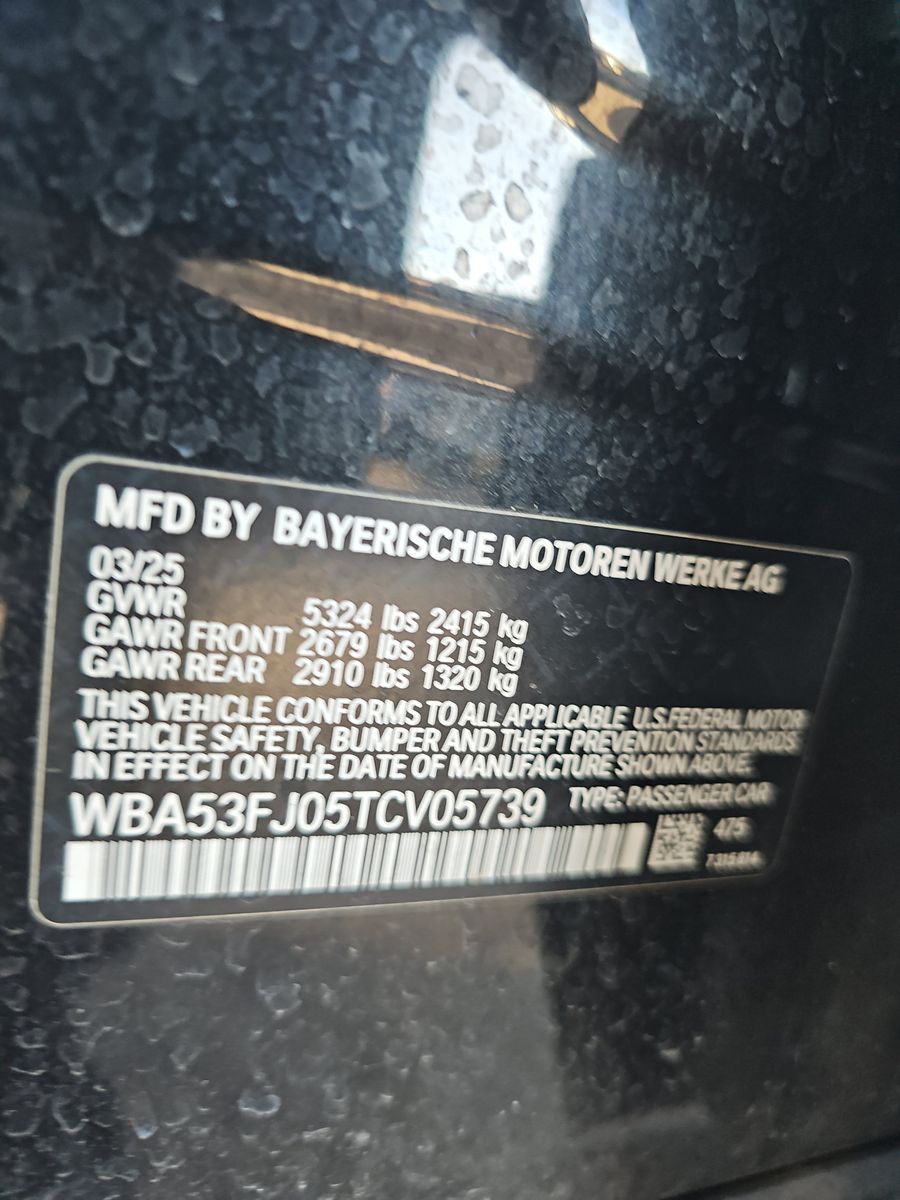 MFD BY BAYERISCHE MOTOREN WERKE AG
03/25
GVWR 5324 lbs 2415 kg
GAWR FRONT 2679 lbs 1215 kg
GAWR REAR 2910 lbs 1320 kg
THIS VEHICLE CONFORMS TO ALL APPLICABLE U.S.FEDERAL MOTOR
VEHICLE SAFETY, BUMPER AND THEFT PREVENTION STANDARDS
IN EFFECT ON THE DATE OF MANUFACTURE SHOWN ABOVE.
WBA53FJ05TCV05739 TYPE: PASSENGER CAR
475